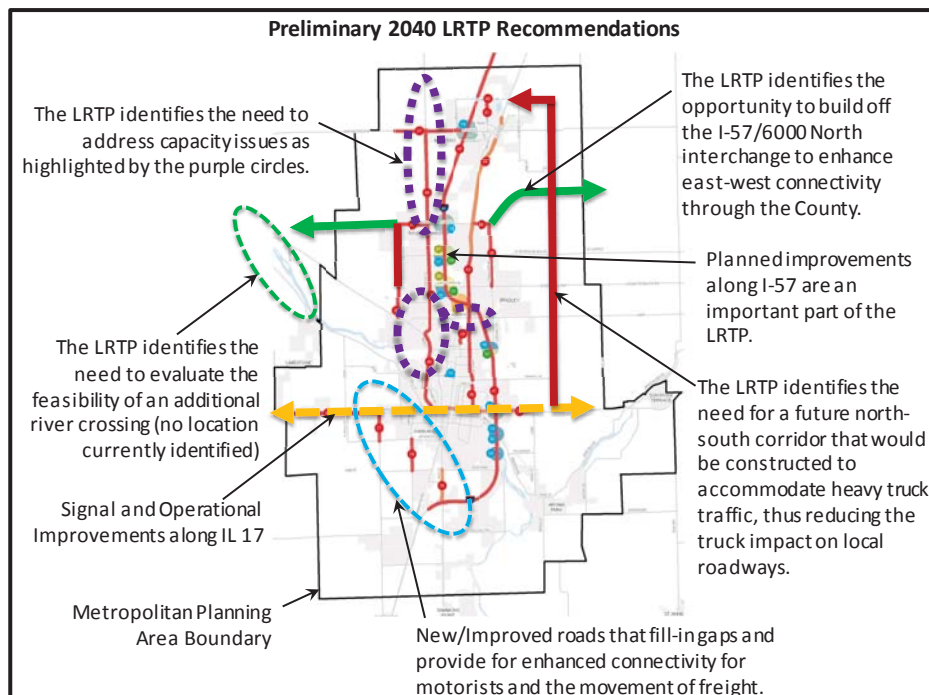 Preliminary 2040 LRTP Recommendations
The LRTP identifies the need to
address capacity issues as
highlighted by the purple circles.
The LRTP identifies the
opportunity to build off
the I-57/6000 North
interchange to enhance
east-west connectivity
through the County.
Planned improvements
along I-57 are an
important part of the
LRTP.
The LRTP identifies the
need to evaluate the
feasibility of an additional
river crossing (no location
currently identified)
The LRTP identifies the
need for a future north-
south corridor that would
be constructed to
accommodate heavy truck
traffic, thus reducing the
truck impact on local
roadways.
Signal and Operational
Improvements along IL 17
Metropolitan Planning
Area Boundary
New/Improved roads that fill-in gaps and
provide for enhanced connectivity for
motorists and the movement of freight.
BRADLEY